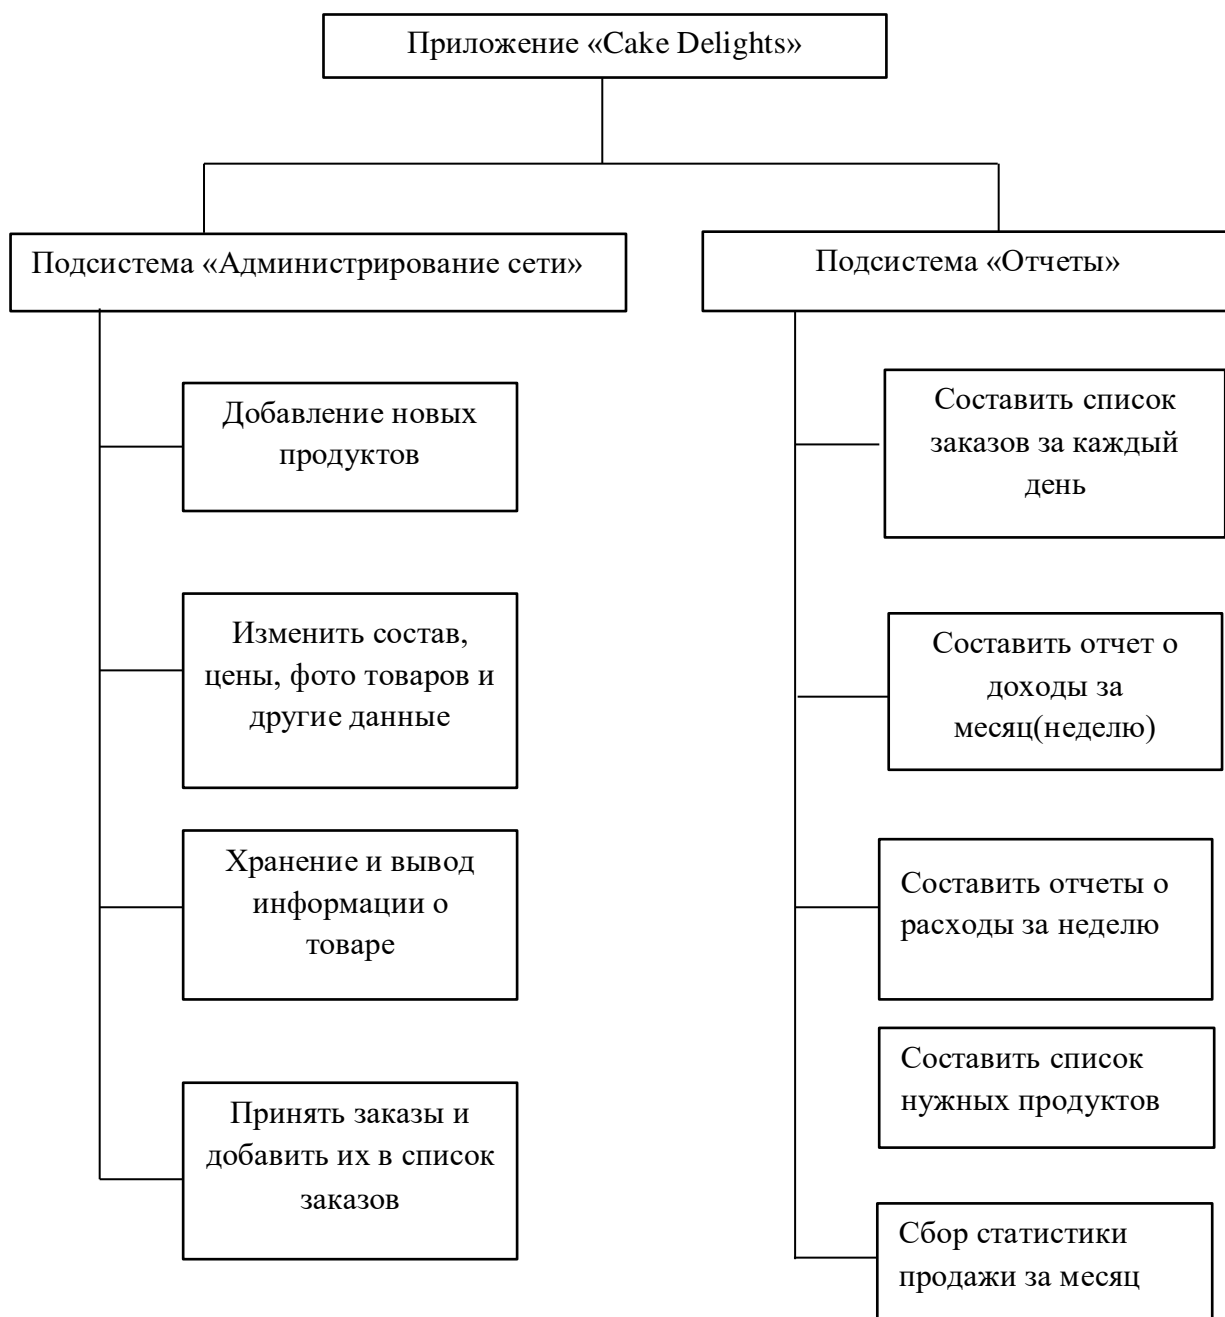 Приложение «Cake Delights»
Подсистема «Администрирование сети»
Добавление новых
продуктов
Изменить состав,
цены, фото товаров и
другие данные
Хранение и вывод
информации о
товаре
Принять заказы и
добавить их в список
заказов
Подсистема «Отчеты»
Составить список
заказов за каждый
день
Составить отчет о
доходы за
месяц(неделю)
Составить отчеты о
расходы за неделю
Составить список
нужных продуктов
Сбор статистики
продажи за месяц